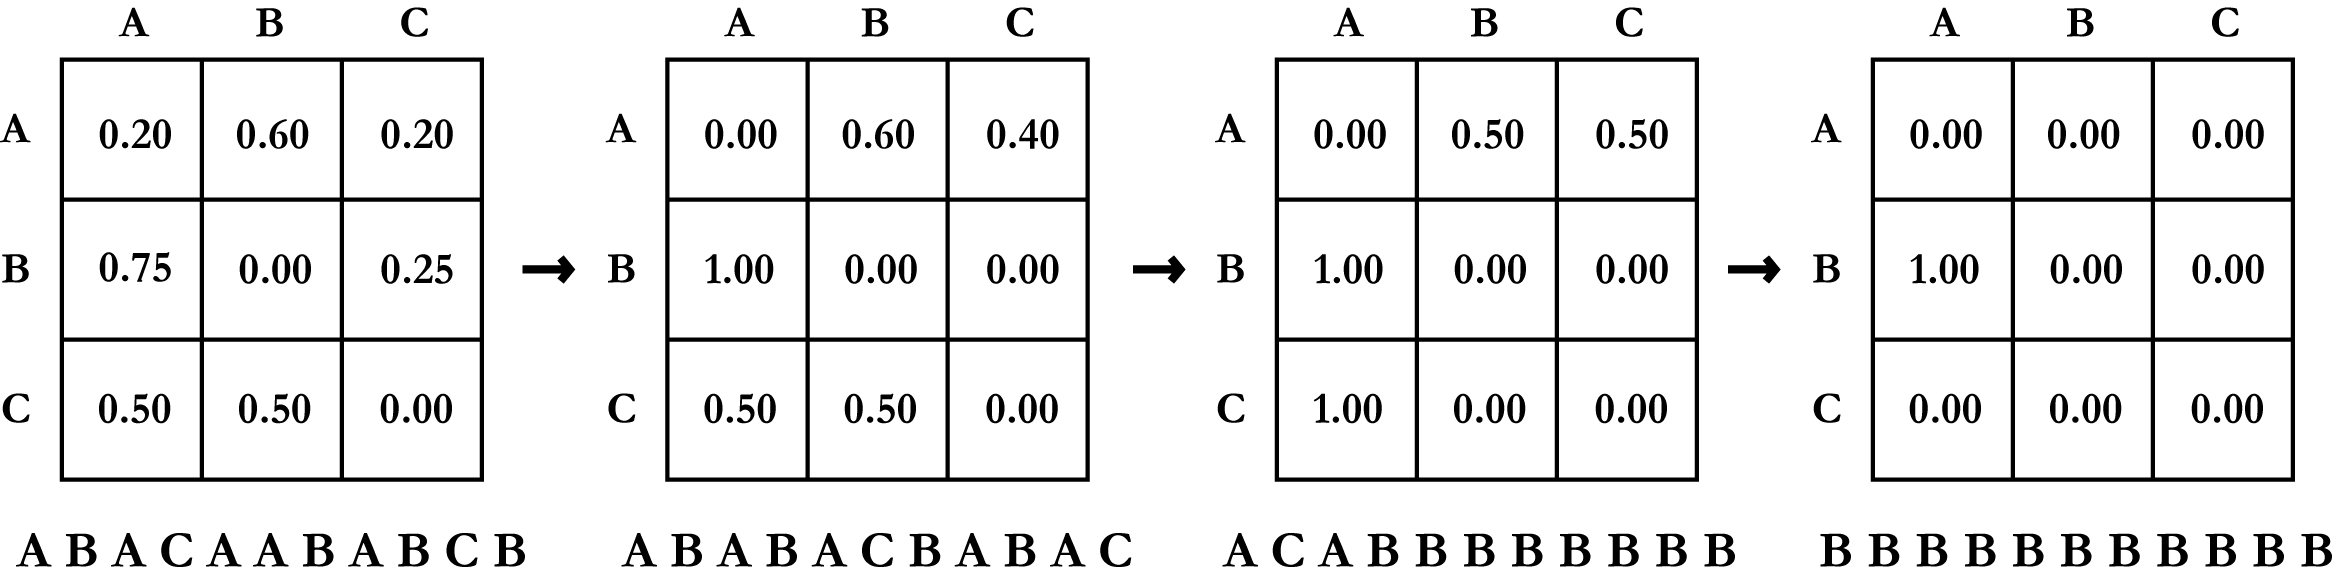 A B C A B C A B C A B C
A 0.20 0.60 0.20 A 0.00 0.60 0.40 A 0.00 0.50 0.50 A 0.00 0.00 0.00
B 0.75 0.00 0.25 → B 1.00 0.00 0.00 → B 1.00 0.00 0.00 → B 1.00 0.00 0.00
C 0.50 0.50 0.00 C 0.50 0.50 0.00 C 1.00 0.00 0.00 C 0.00 0.00 0.00
A B A C A A B A B C B A B A B A C B A B A C A C A B B B B B B B B B B B B B B B B B B B